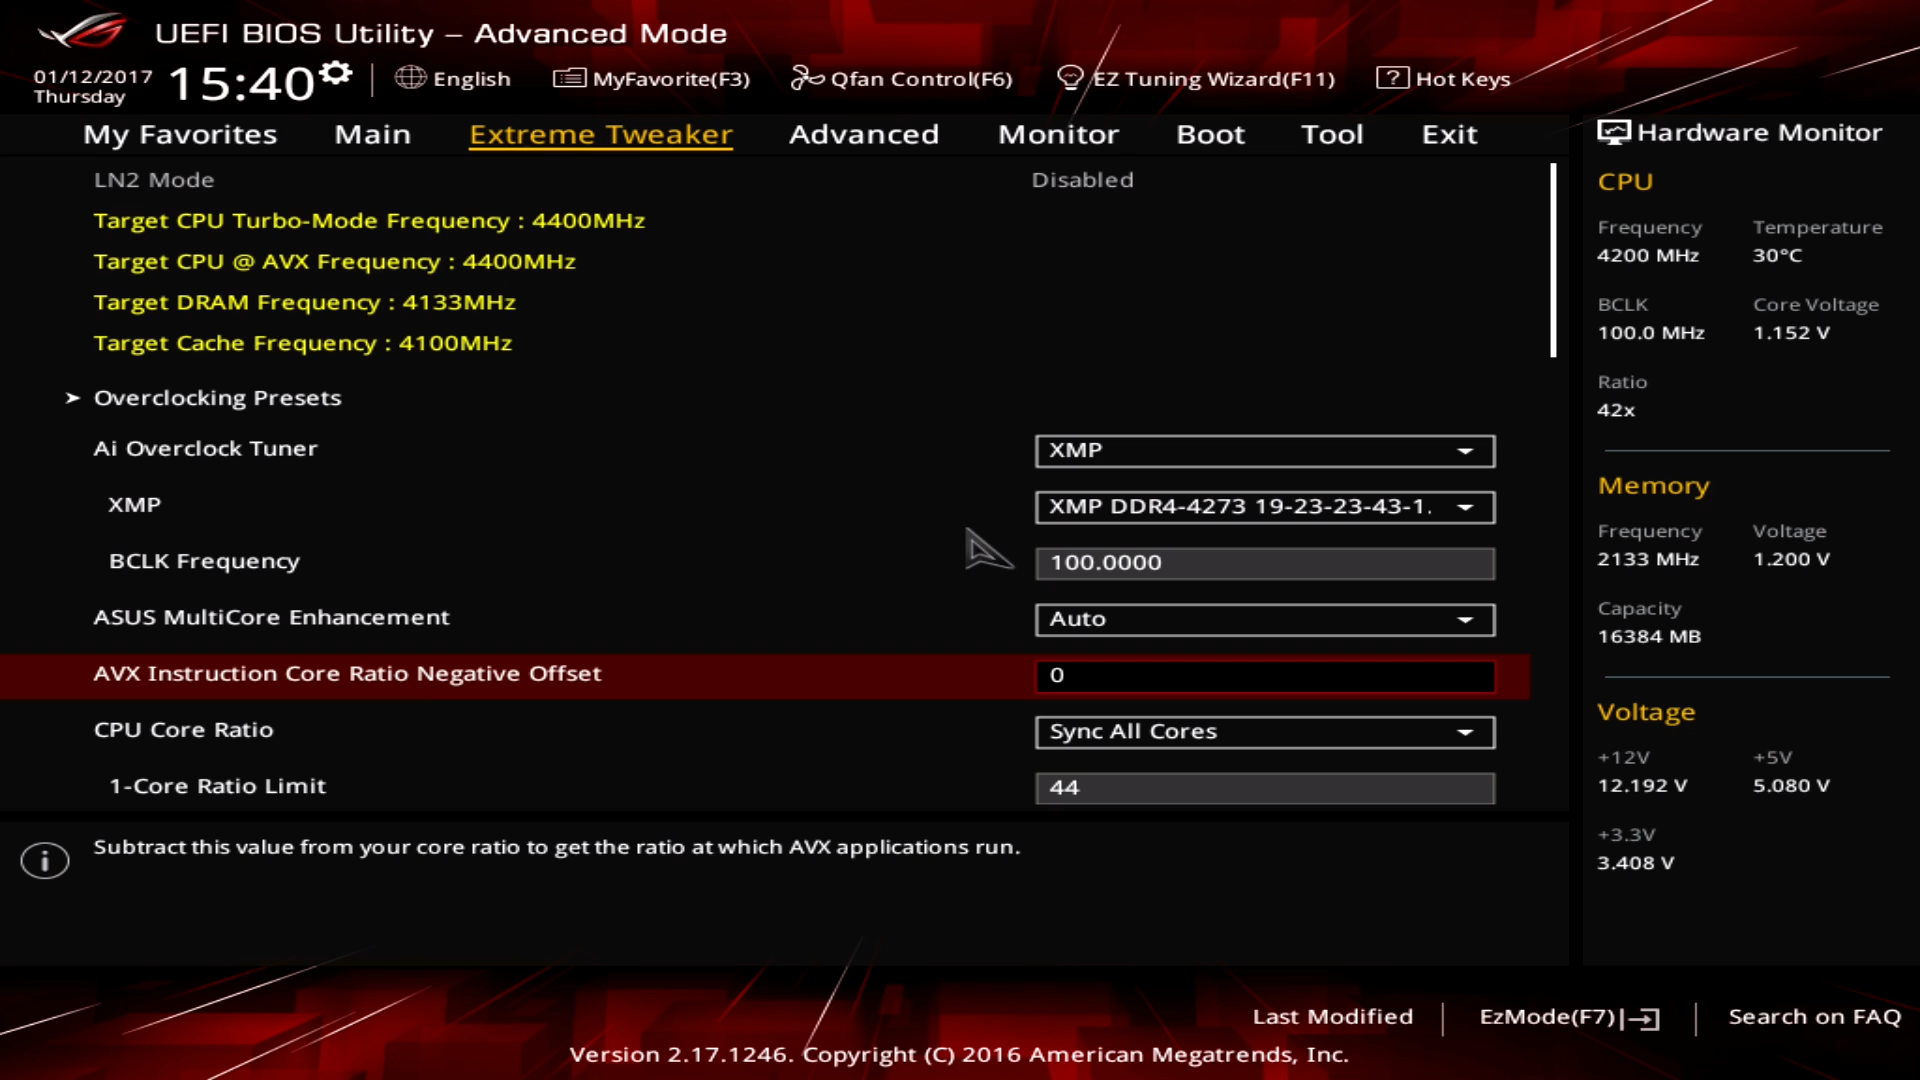 UEFI BIOS Utility – Advanced Mode
01/12/2017
Thursday
15:40
English
MyFavorite(F3)
Qfan Control(F6)
EZ Tuning Wizard(F11)
? Hot Keys
My Favorites
Main
Extreme Tweaker
Advanced
Monitor
Boot
Tool
Exit
LN2 Mode Disabled
Target CPU Turbo-Mode Frequency : 4400MHz
Target CPU @ AVX Frequency : 4400MHz
Target DRAM Frequency : 4133MHz
Target Cache Frequency : 4100MHz
Overclocking Presets
Ai Overclock Tuner XMP
XMP XMP DDR4-4273 19-23-23-43-1.
BCLK Frequency 100.0000
ASUS MultiCore Enhancement Auto
AVX Instruction Core Ratio Negative Offset 0
CPU Core Ratio Sync All Cores
1-Core Ratio Limit 44
Subtract this value from your core ratio to get the ratio at which AVX applications run.
Hardware Monitor
CPU
Frequency Temperature
4200 MHz 30°C
BCLK Core Voltage
100.0 MHz 1.152 V
Ratio
42x
Memory
Frequency Voltage
2133 MHz 1.200 V
Capacity
16384 MB
Voltage
+12V +5V
12.192 V 5.080 V
+3.3V
3.408 V
Last Modified
EzMode(F7)
Search on FAQ
Version 2.17.1246. Copyright (C) 2016 American Megatrends, Inc.